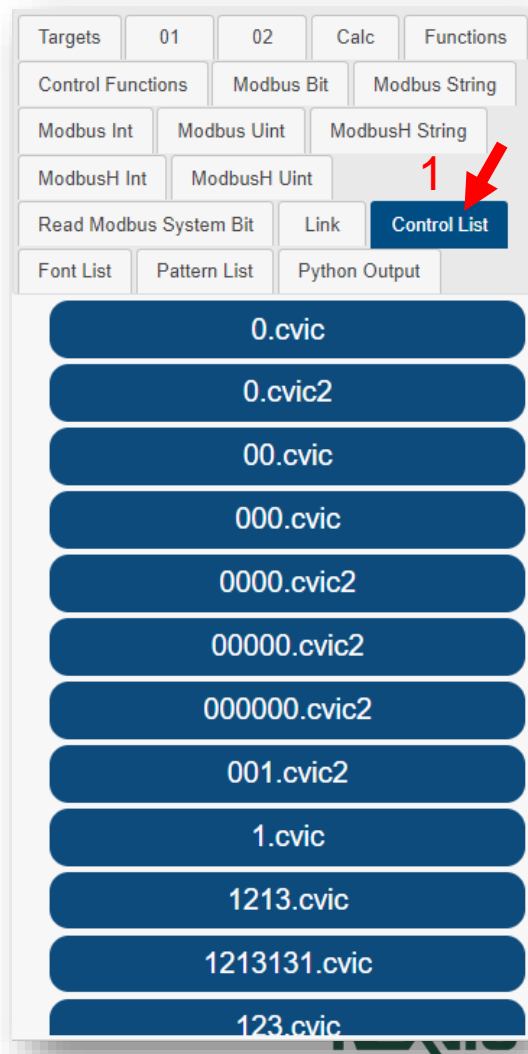 Targets 01 02 Calc Functions
Control Functions Modbus Bit Modbus String
Modbus Int Modbus Uint ModbusH String
ModbusH Int ModbusH Uint 1
Read Modbus System Bit Link Control List
Font List Pattern List Python Output
0.cvic
0.cvic2
00.cvic
000.cvic
0000.cvic2
00000.cvic2
000000.cvic2
001.cvic2
1.cvic
1213.cvic
1213131.cvic
123.cvic